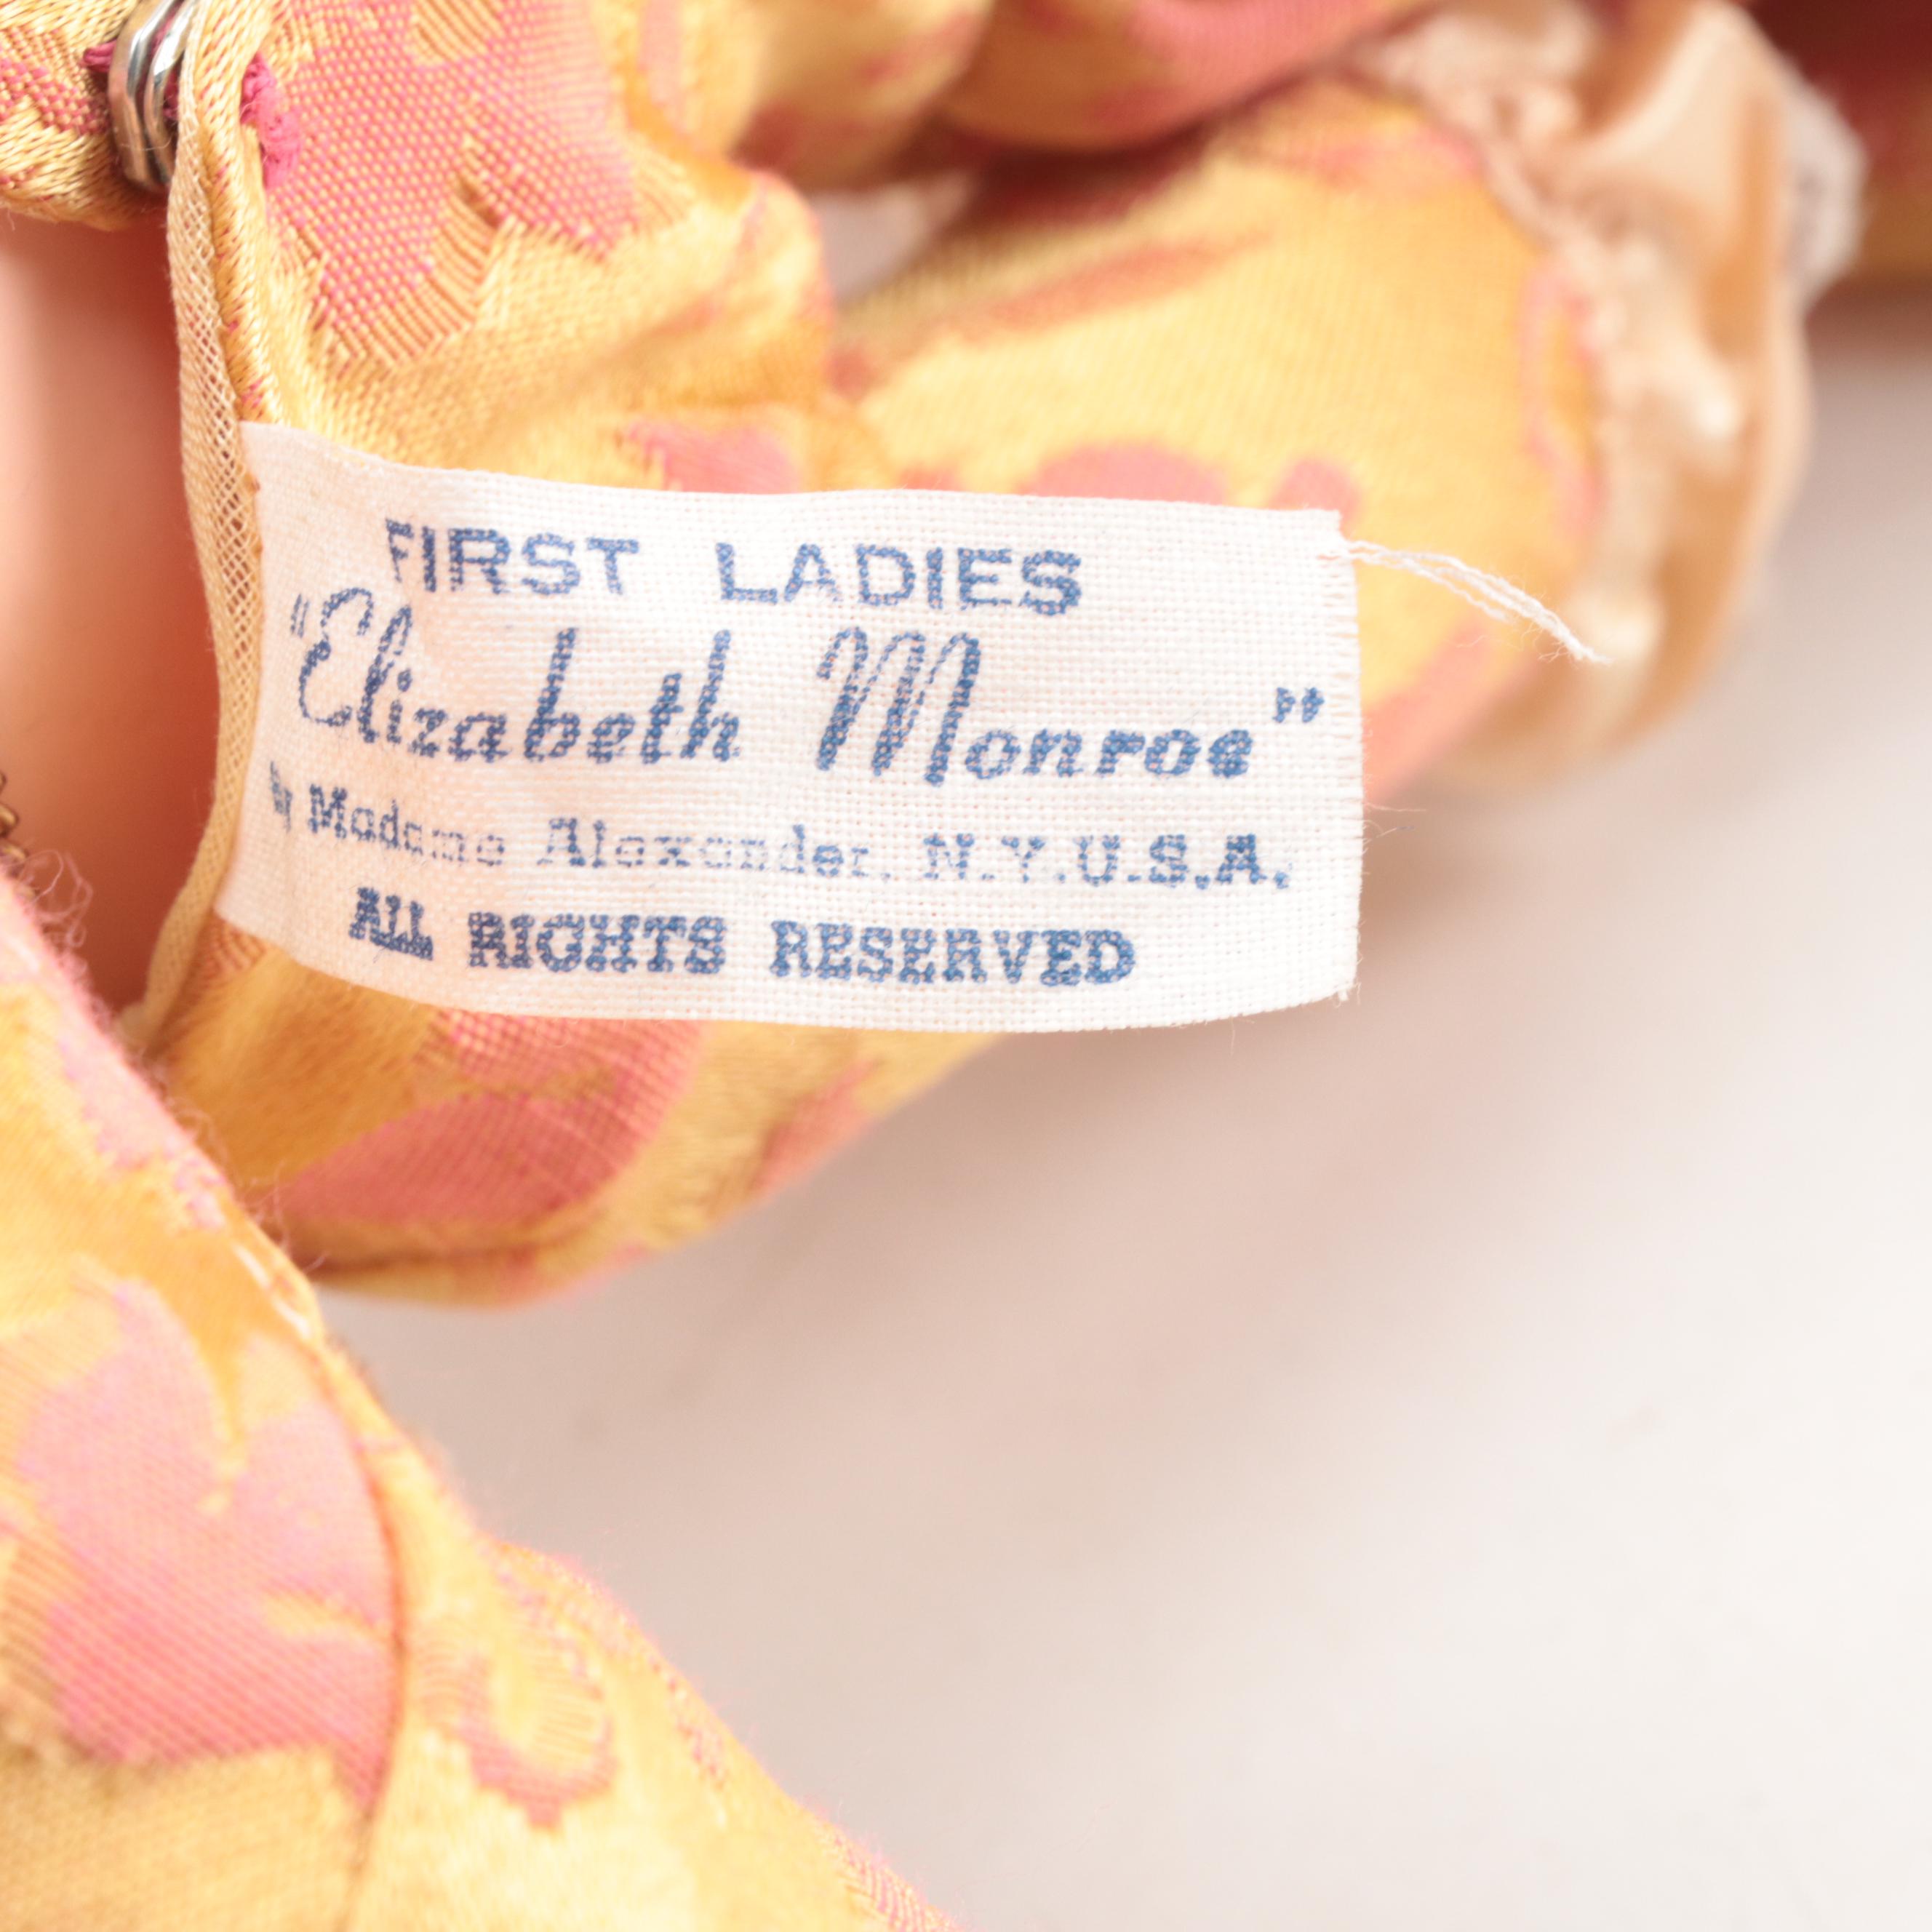 FIRST LADIES
"Elizabeth Monroe"
by Madame Alexander, N.Y.U.S.A.
ALL RIGHTS RESERVED